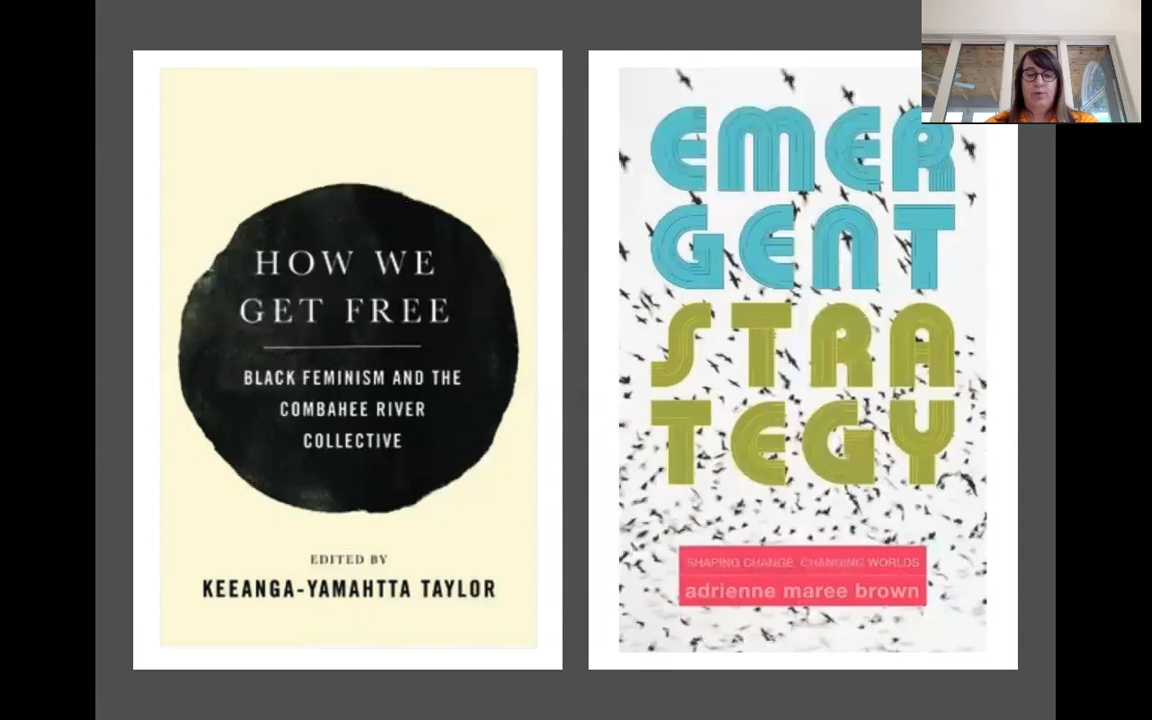 HOW WE
GET FREE
BLACK FEMINISM AND THE
COMBAHEE RIVER
COLLECTIVE
EDITED BY
KEEANGA-YAMAHTTA TAYLOR
EMER
GENT
STRA
TEGY
SHAPING CHANGE, CHANGING WORLDS
adrienne maree brown